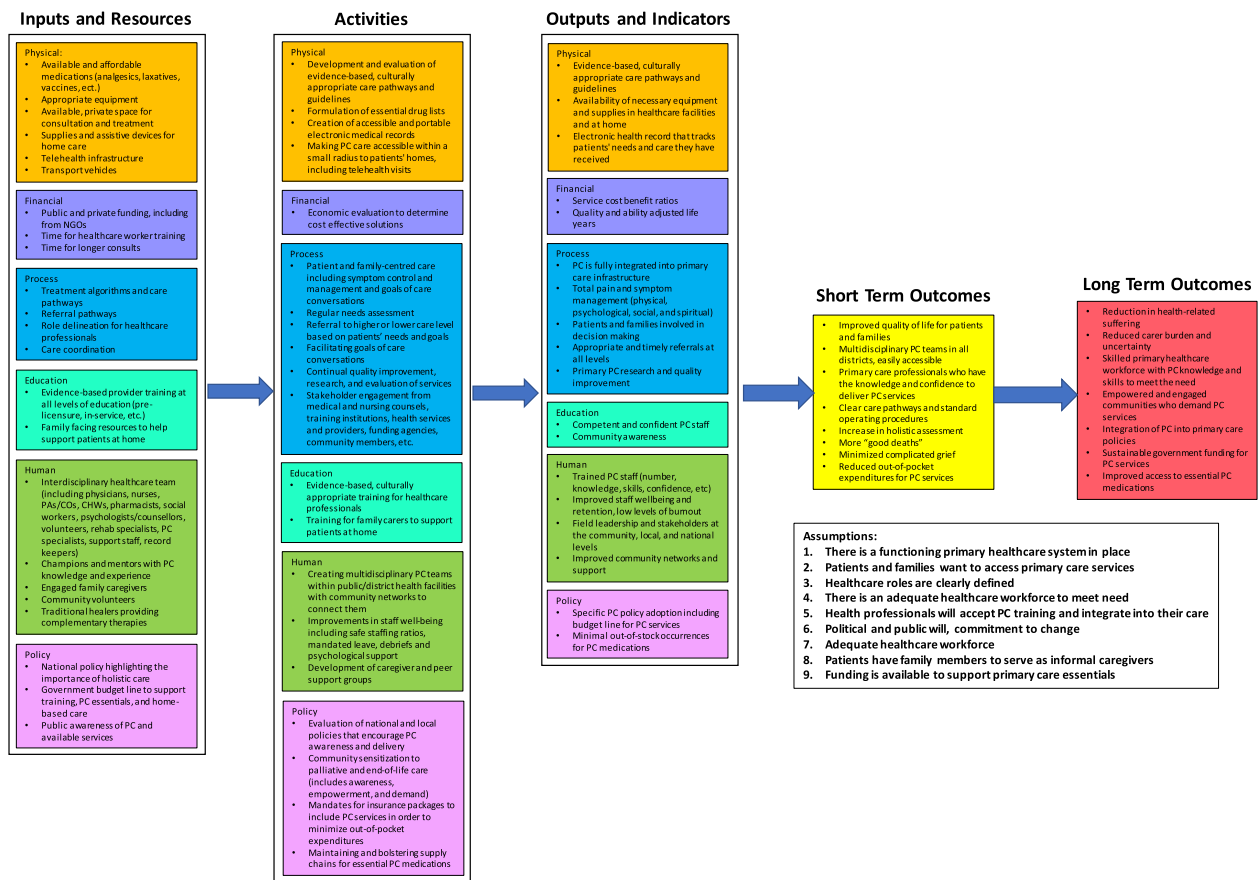 Inputs and Resources
Physical:
• Available and affordable
medications (analgesics, laxatives,
vaccines, ect.)
• Appropriate equipment
• Available, private space for
consultation and treatment
• Supplies and assistive devices for
home care
• Telehealth infrastructure
• Transport vehicles
Financial
• Public and private funding, including
from NGOs
• Time for healthcare worker training
• Time for longer consults
Process
• Treatment algorithms and care
pathways
• Referral pathways
• Role delineation for healthcare
professionals
• Care coordination
Education
• Evidence-based provider training at
all levels of education (pre-
licensure, in-service, etc.)
• Family facing resources to help
support patients at home
Human
• Interdisciplinary healthcare team
(including physicians, nurses,
PAs/COs, CHWs, pharmacists, social
workers, psychologists/counsellors,
volunteers, rehab specialists, PC
specialists, support staff, record
keepers)
• Champions and mentors with PC
knowledge and experience
• Engaged family caregivers
• Community volunteers
• Traditional healers providing
complementary therapies
Policy
• National policy highlighting the
importance of holistic care
• Government budget line to support
training, PC essentials, and home-
based care
• Public awareness of PC and
available services
Activities
Physical
• Development and evaluation of
evidence-based, culturally
appropriate care pathways and
guidelines
• Formulation of essential drug lists
• Creation of accessible and portable
electronic medical records
• Making PC care accessible within a
small radius to patients' homes,
including telehealth visits
Financial
• Economic evaluation to determine
cost effective solutions
Process
• Patient and family-centred care
including symptom control and
management and goals of care
conversations
• Regular needs assessment
• Referral to higher or lower care level
based on patients' needs and goals
• Facilitating goals of care
conversations
• Continual quality improvement,
research, and evaluation of services
• Stakeholder engagement from
medical and nursing counsels,
training institutions, health services
and providers, funding agencies,
community members, etc.
Education
• Evidence-based, culturally
appropriate training for healthcare
professionals
• Training for family carers to support
patients at home
Human
• Creating multidisciplinary PC teams
within public/district health facilities
with community networks to
connect them
• Improvements in staff well-being
including safe staffing ratios,
mandated leave, debriefs and
psychological support
• Development of caregiver and peer
support groups
Policy
• Evaluation of national and local
policies that encourage PC
awareness and delivery
• Community sensitization to
palliative and end-of-life care
(includes awareness,
empowerment, and demand)
• Mandates for insurance packages to
include PC services in order to
minimize out-of-pocket
expenditures
• Maintaining and bolstering supply
chains for essential PC medications
Outputs and Indicators
Physical
• Evidence-based, culturally
appropriate care pathways and
guidelines
• Availability of necessary equipment
and supplies in healthcare facilities
and at home
• Electronic health record that tracks
patients' needs and care they have
received
Financial
• Service cost benefit ratios
• Quality and ability adjusted life
years
Process
• PC is fully integrated into primary
care infrastructure
• Total pain and symptom
management (physical,
psychological, social, and spiritual)
• Patients and families involved in
decision making
• Appropriate and timely referrals at
all levels
• Primary PC research and quality
improvement
Education
• Competent and confident PC staff
• Community awareness
Human
• Trained PC staff (number,
knowledge, skills, confidence, etc)
• Improved staff wellbeing and
retention, low levels of burnout
• Field leadership and stakeholders at
the community, local, and national
levels
• Improved community networks and
support
Policy
• Specific PC policy adoption including
budget line for PC services
• Minimal out-of-stock occurrences
for PC medications
Short Term Outcomes
• Improved quality of life for patients
and families
• Multidisciplinary PC teams in all
districts, easily accessible
• Primary care professionals who have
the knowledge and confidence to
deliver PC services
• Clear care pathways and standard
operating procedures
• Increase in holistic assessment
• More “good deaths”
• Minimized complicated grief
• Reduced out-of-pocket
expenditures for PC services
Long Term Outcomes
• Reduction in health-related
suffering
• Reduced carer burden and
uncertainty
• Skilled primary healthcare
workforce with PC knowledge and
skills to meet the need
• Empowered and engaged
communities who demand PC
services
• Integration of PC into primary care
policies
• Sustainable government funding for
PC services
• Improved access to essential PC
medications
Assumptions:
1. There is a functioning primary healthcare system in place
2. Patients and families want to access primary care services
3. Healthcare roles are clearly defined
4. There is an adequate healthcare workforce to meet need
5. Health professionals will accept PC training and integrate into their care
6. Political and public will, commitment to change
7. Adequate healthcare workforce
8. Patients have family members to serve as informal caregivers
9. Funding is available to support primary care essentials